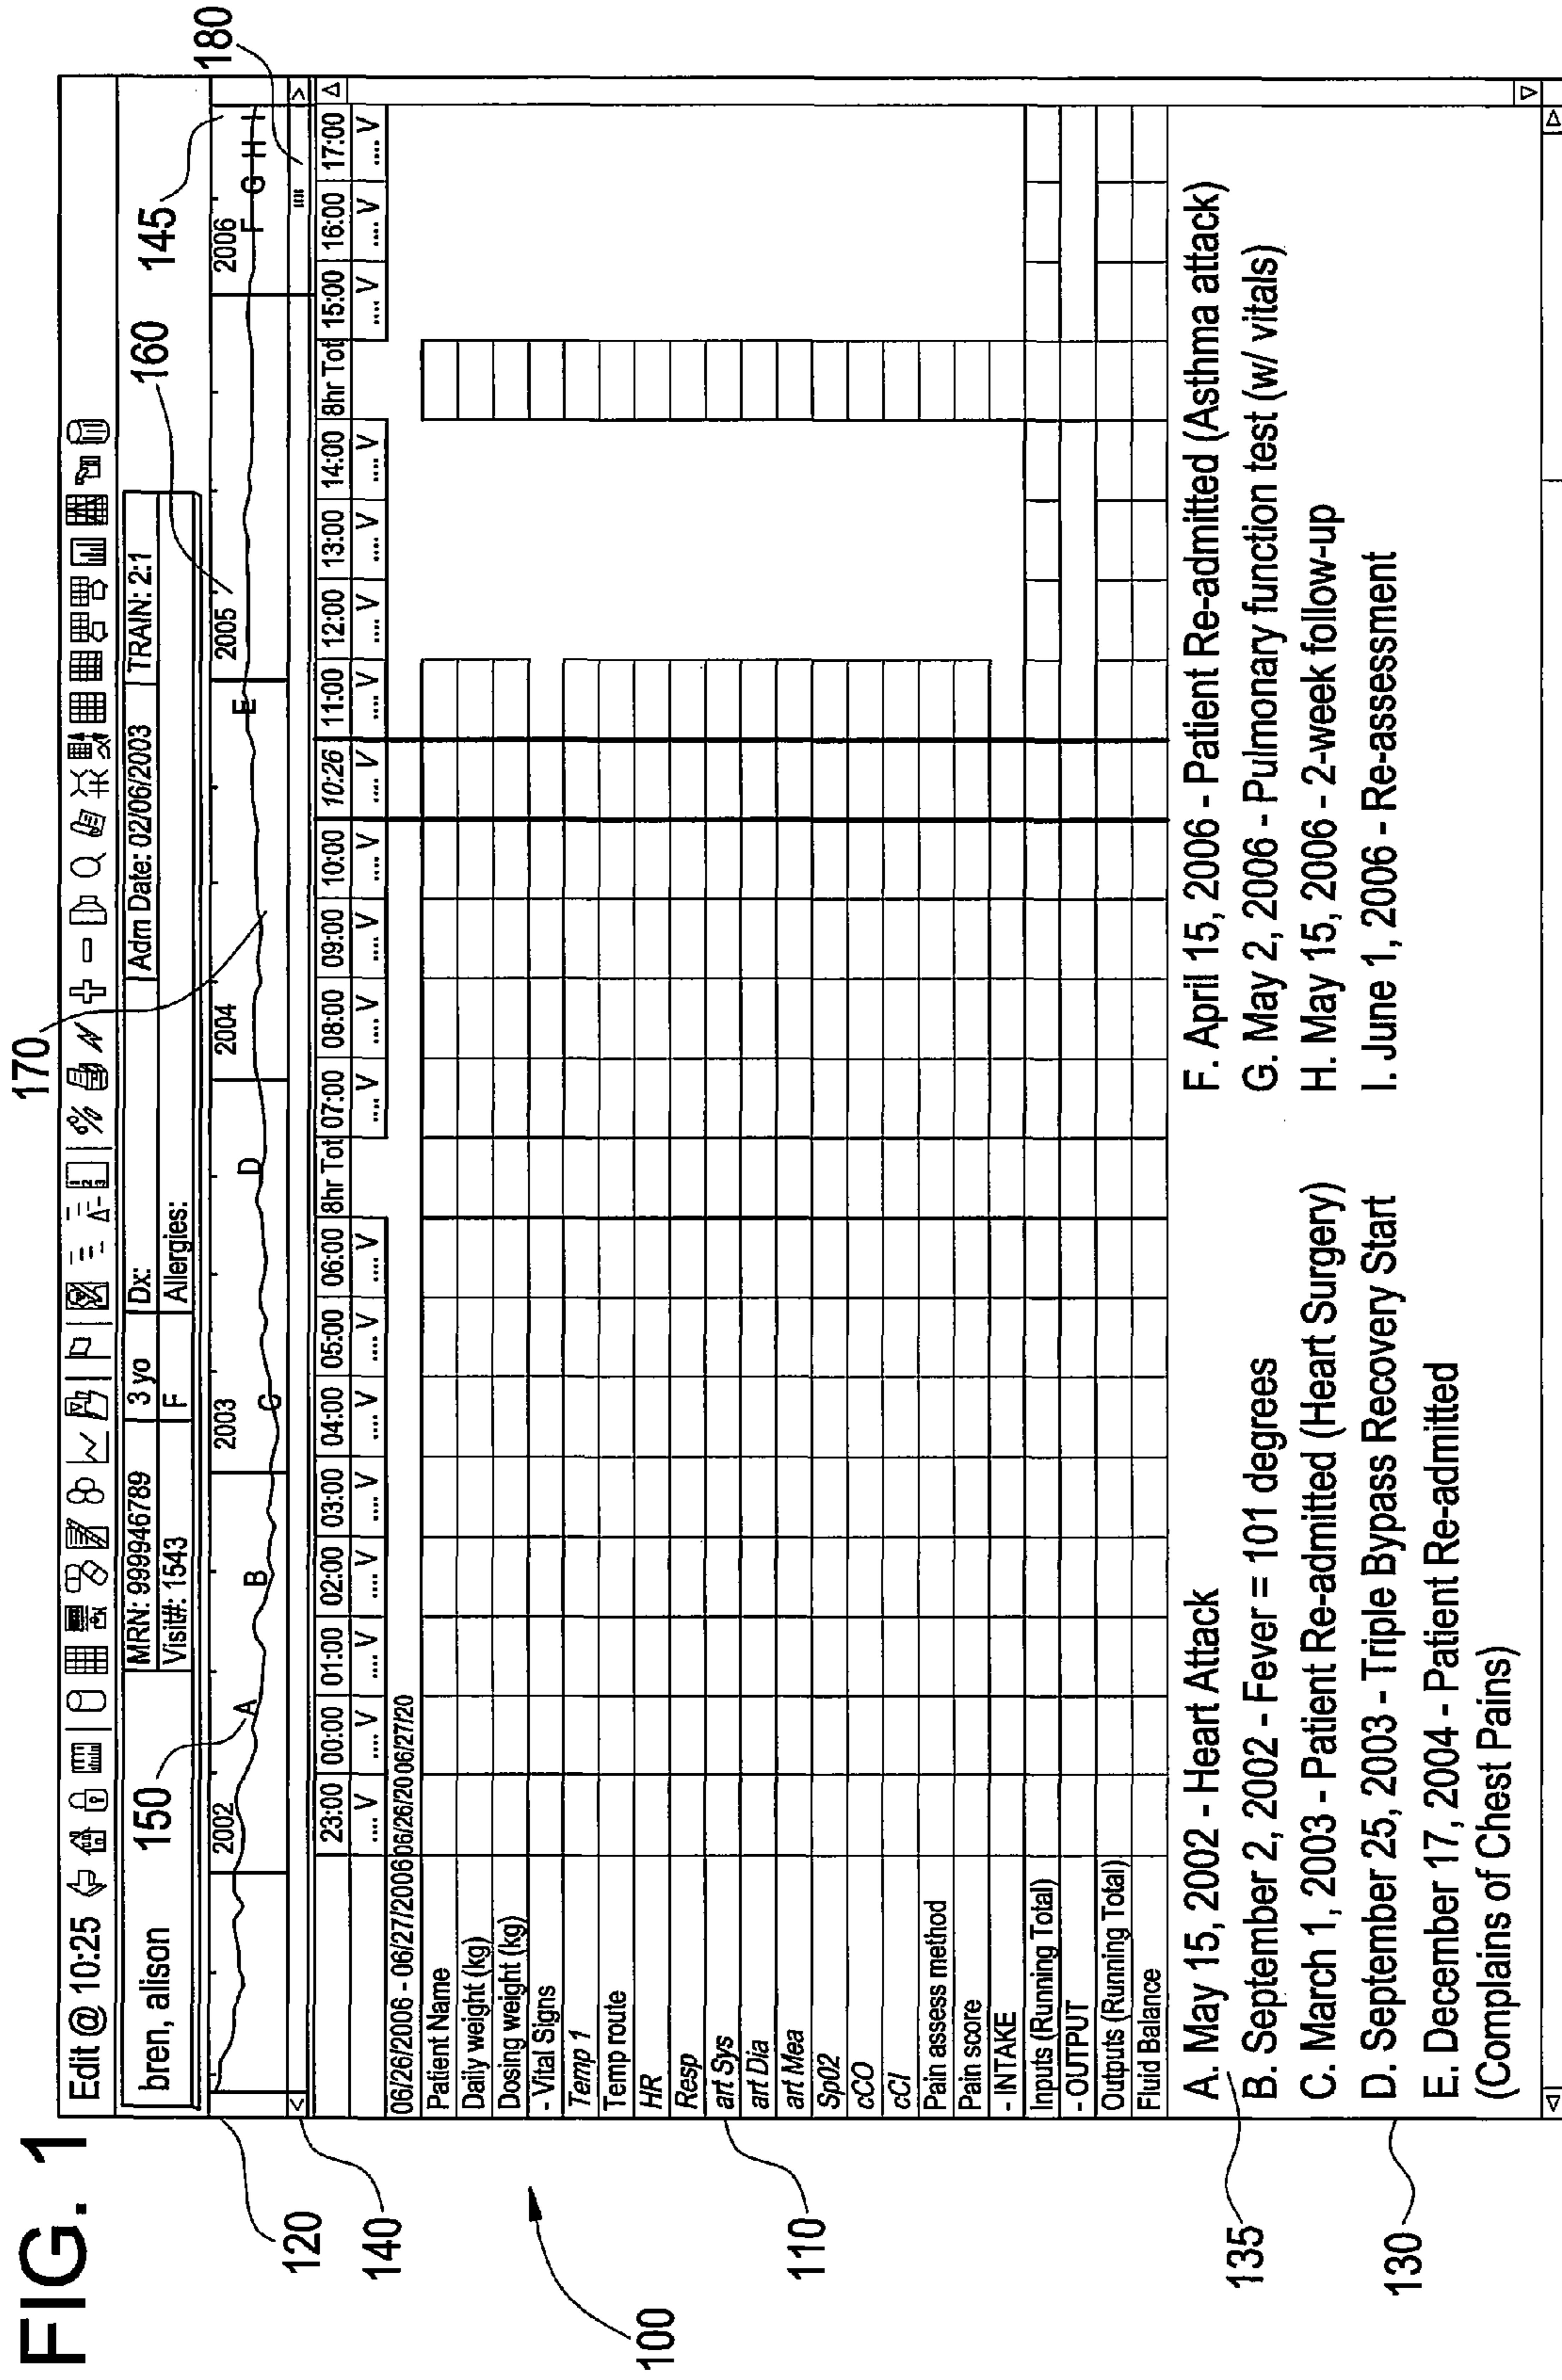 FIG. 1
170
Edit @ 10:25
bren, alison
150
MRN: 999946789
3 yo
Dx:
Adm Date: 02/06/2003
TRAIN: 2:1
Visit#: 1543
F
Allergies:
160
145
180
120
2002
2003
2004
2005
2006
A
B
C
D
E
F
G
H
I
140
23:00 00:00 01:00 02:00 03:00 04:00 05:00 06:00 8hr Tot 07:00 08:00 09:00 10:00 10:26 11:00 12:00 13:00 14:00 8hr Tot 15:00 16:00 17:00
.... V .... V .... V .... V .... V .... V .... V .... V .... V .... V .... V .... V .... V .... V .... V .... V .... V .... V .... V .... V
06/26/2006 - 06/27/2006 06/26/20 06/27/20
Patient Name
Daily weight (kg)
Dosing weight (kg)
- Vital Signs
Temp 1
Temp route
HR
Resp
art Sys
art Dia
art Mea
Sp02
cCO
cCI
Pain assess method
Pain score
- INTAKE
Inputs (Running Total)
- OUTPUT
Outputs (Running Total)
Fluid Balance
100
110
135
130
A. May 15, 2002 - Heart Attack
B. September 2, 2002 - Fever = 101 degrees
C. March 1, 2003 - Patient Re-admitted (Heart Surgery)
D. September 25, 2003 - Triple Bypass Recovery Start
E. December 17, 2004 - Patient Re-admitted
(Complains of Chest Pains)
F. April 15, 2006 - Patient Re-admitted (Asthma attack)
G. May 2, 2006 - Pulmonary function test (w/ vitals)
H. May 15, 2006 - 2-week follow-up
I. June 1, 2006 - Re-assessment